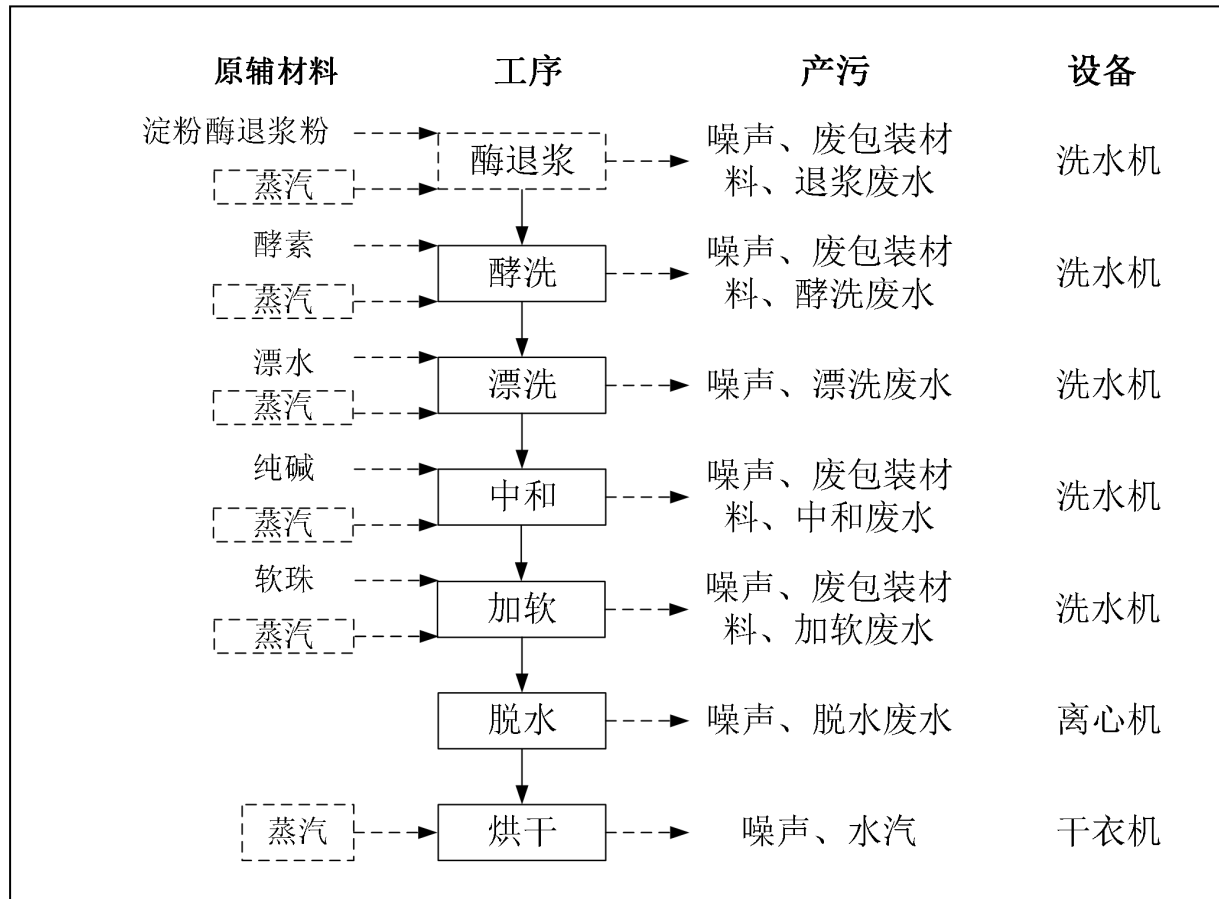 原辅材料 工序 产污 设备
淀粉酶退浆粉
蒸汽
酶退浆
噪声、废包装材
料、退浆废水
洗水机
酵素
蒸汽
酵洗
噪声、废包装材
料、酵洗废水
洗水机
漂水
蒸汽
漂洗
噪声、漂洗废水
洗水机
纯碱
蒸汽
中和
噪声、废包装材
料、中和废水
洗水机
软珠
蒸汽
加软
噪声、废包装材
料、加软废水
洗水机
脱水
噪声、脱水废水
离心机
蒸汽
烘干
噪声、水汽
干衣机